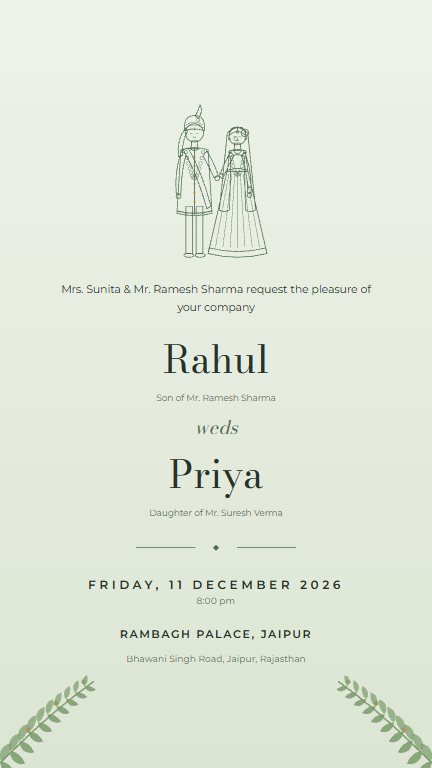 Mrs. Sunita & Mr. Ramesh Sharma request the pleasure of
your company
Rahul
Son of Mr. Ramesh Sharma
weds
Priya
Daughter of Mr. Suresh Verma
FRIDAY, 11 DECEMBER 2026
8:00 pm
RAMBAGH PALACE, JAIPUR
Bhawani Singh Road, Jaipur, Rajasthan